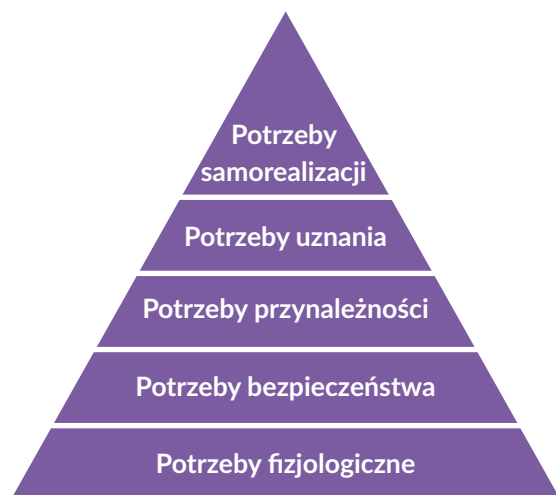 Potrzeby
samorealizacji
Potrzeby uznania
Potrzeby przynależności
Potrzeby bezpieczeństwa
Potrzeby fizjologiczne